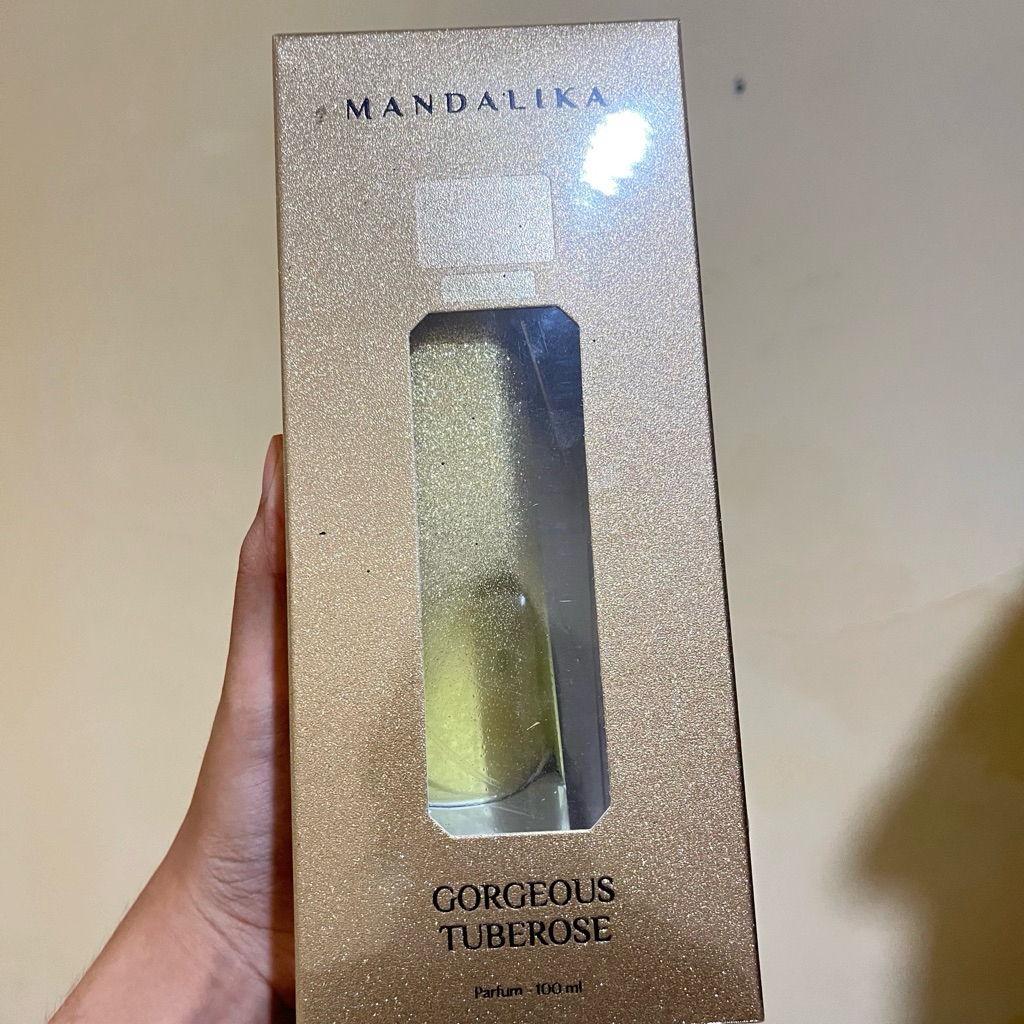 MANDALIKA
GORGEOUS
TUBEROSE
Parfum - 100 ml